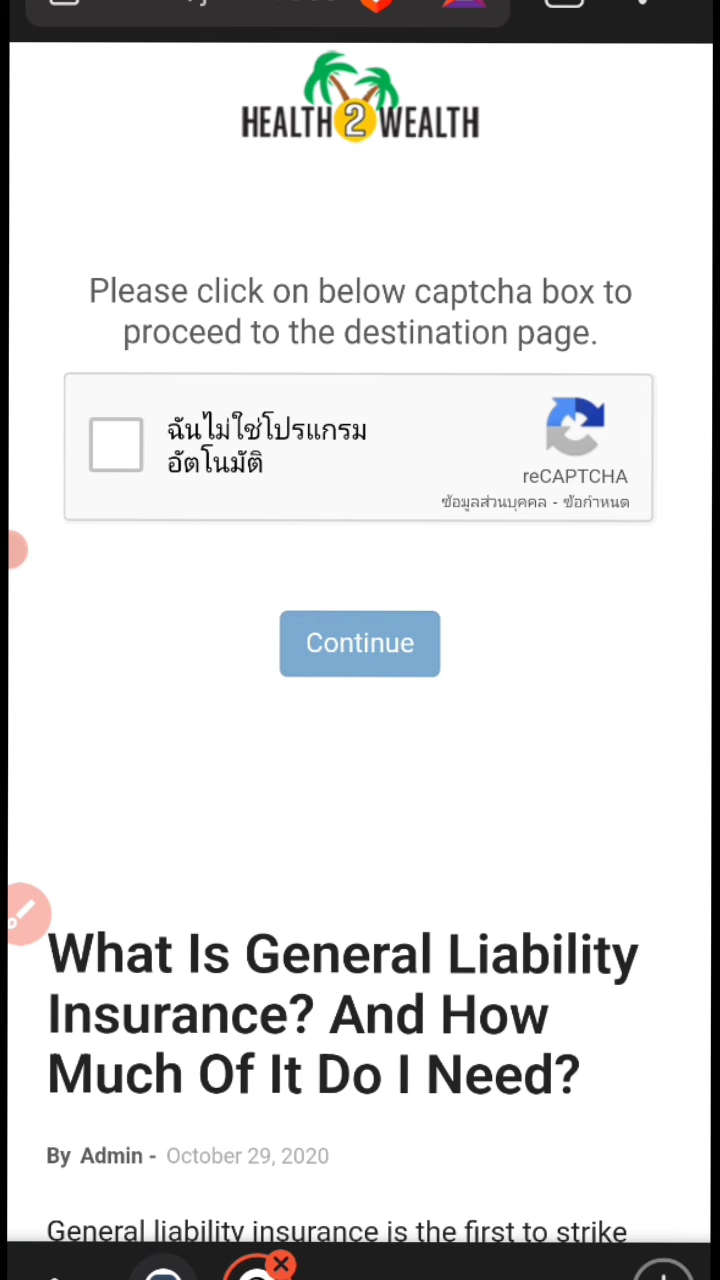 HEALTH 2 WEALTH
Please click on below captcha box to
proceed to the destination page.
ฉันไม่ใช่โปรแกรม
อัตโนมัติ
reCAPTCHA
ข้อมูลส่วนบุคคล - ข้อกำหนด
Continue
What Is General Liability
Insurance? And How
Much Of It Do I Need?
By Admin - October 29, 2020
General liability insurance is the first to strike